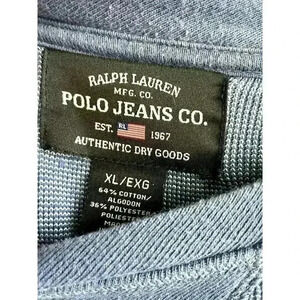 RALPH LAUREN
MFG. CO.
POLO JEANS CO.
EST. RL 1967
AUTHENTIC DRY GOODS
XL/EXG
64% COTTON/
ALGODON
36% POLYESTER